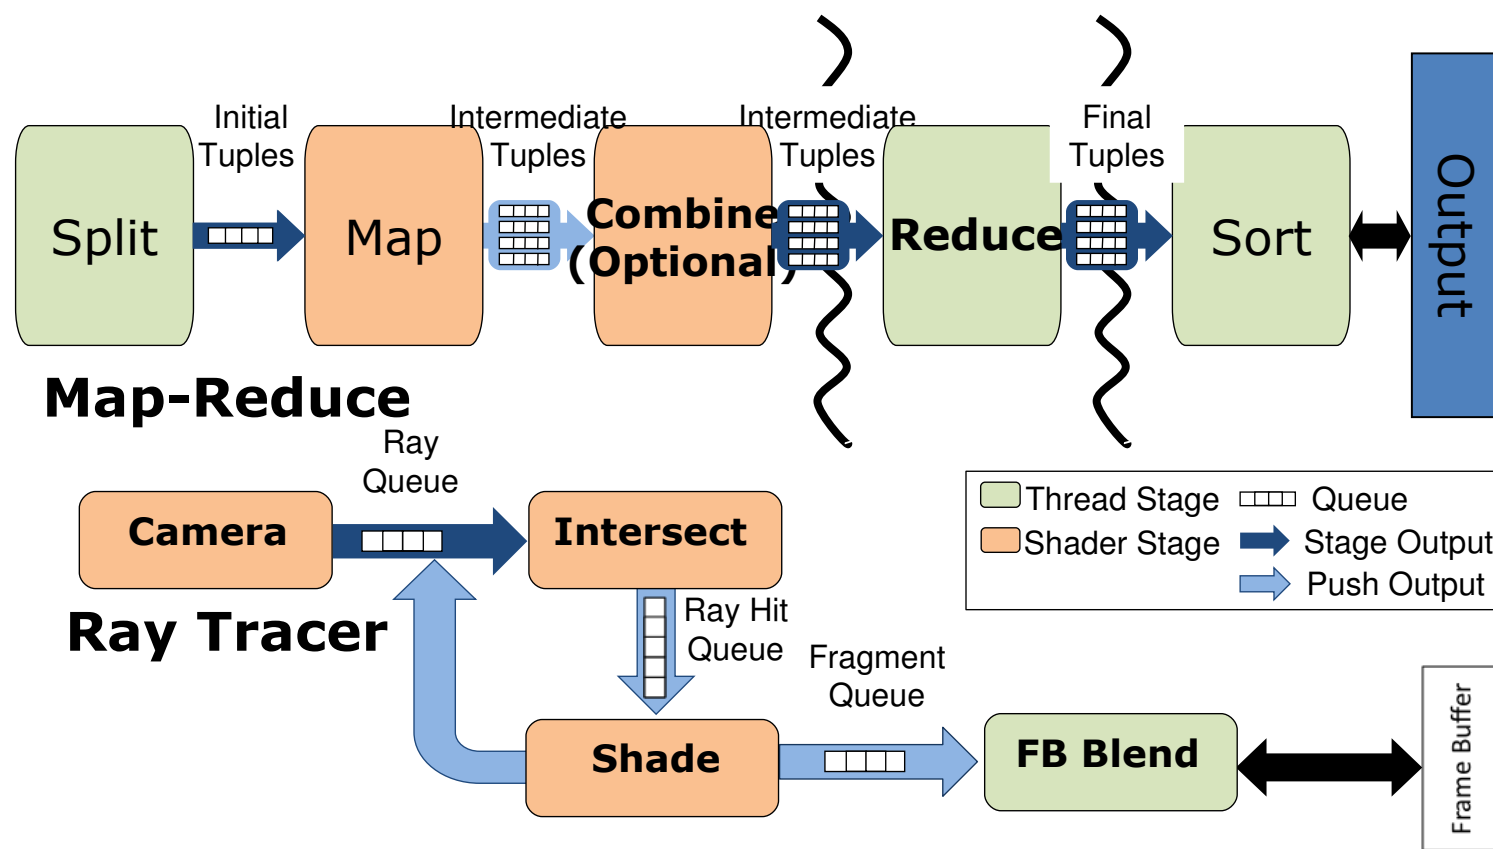 Initial
Tuples
Intermediate
Tuples
Intermediate
Tuples
Final
Tuples
Split
Map
Combine
(Optional)
Reduce
Sort
Output
Map-Reduce
Ray
Queue
Camera
Intersect
Thread Stage
Queue
Shader Stage
Stage Output
Push Output
Ray Tracer
Ray Hit
Queue
Fragment
Queue
Shade
FB Blend
Frame Buffer